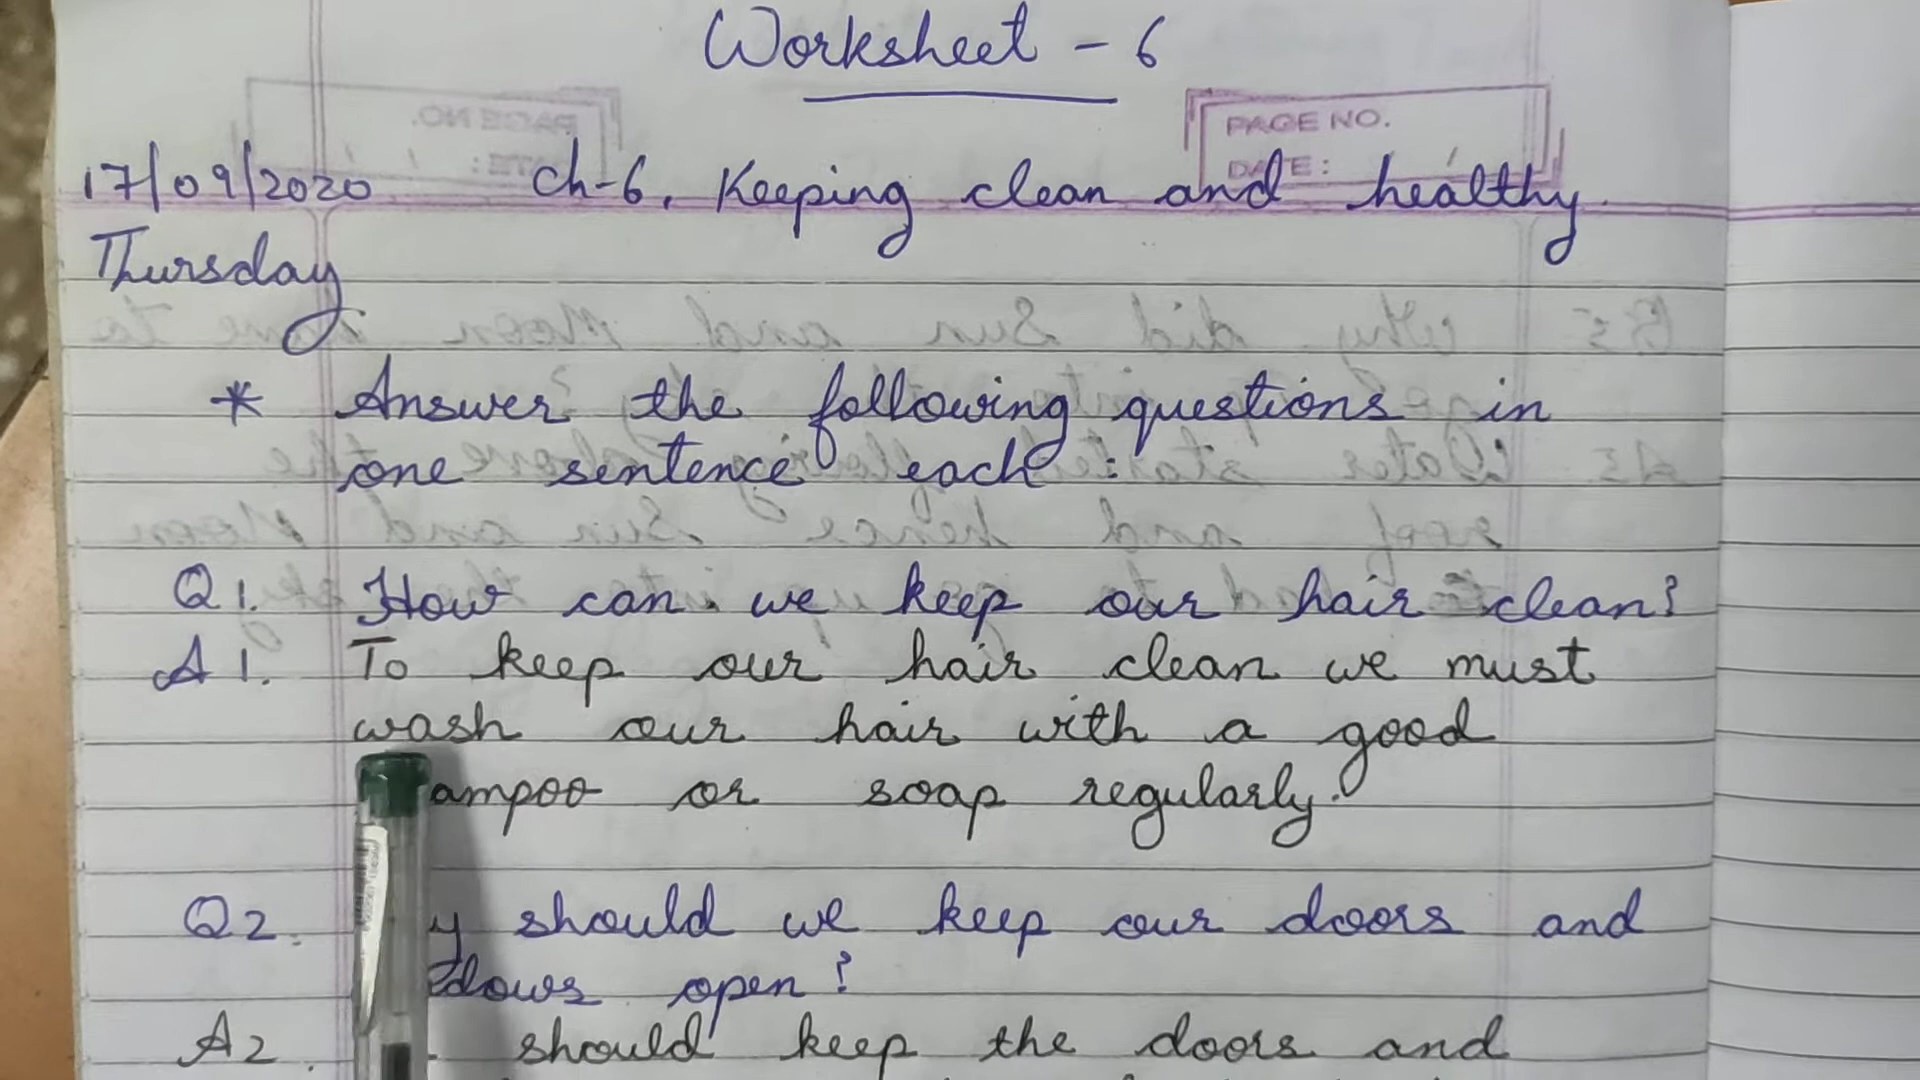 Worksheet - 6
PAGE NO.
DATE:
17/09/2020 Ch-6. Keeping clean and healthy
Thursday
* Answer the following questions in
one sentence each :
Q1. How can we keep our hair clean?
A1. To keep our hair clean we must
wash our hair with a good
ampoo or soap regularly.
Q2. y should we keep our doors and
dows open?
A2. should keep the doors and